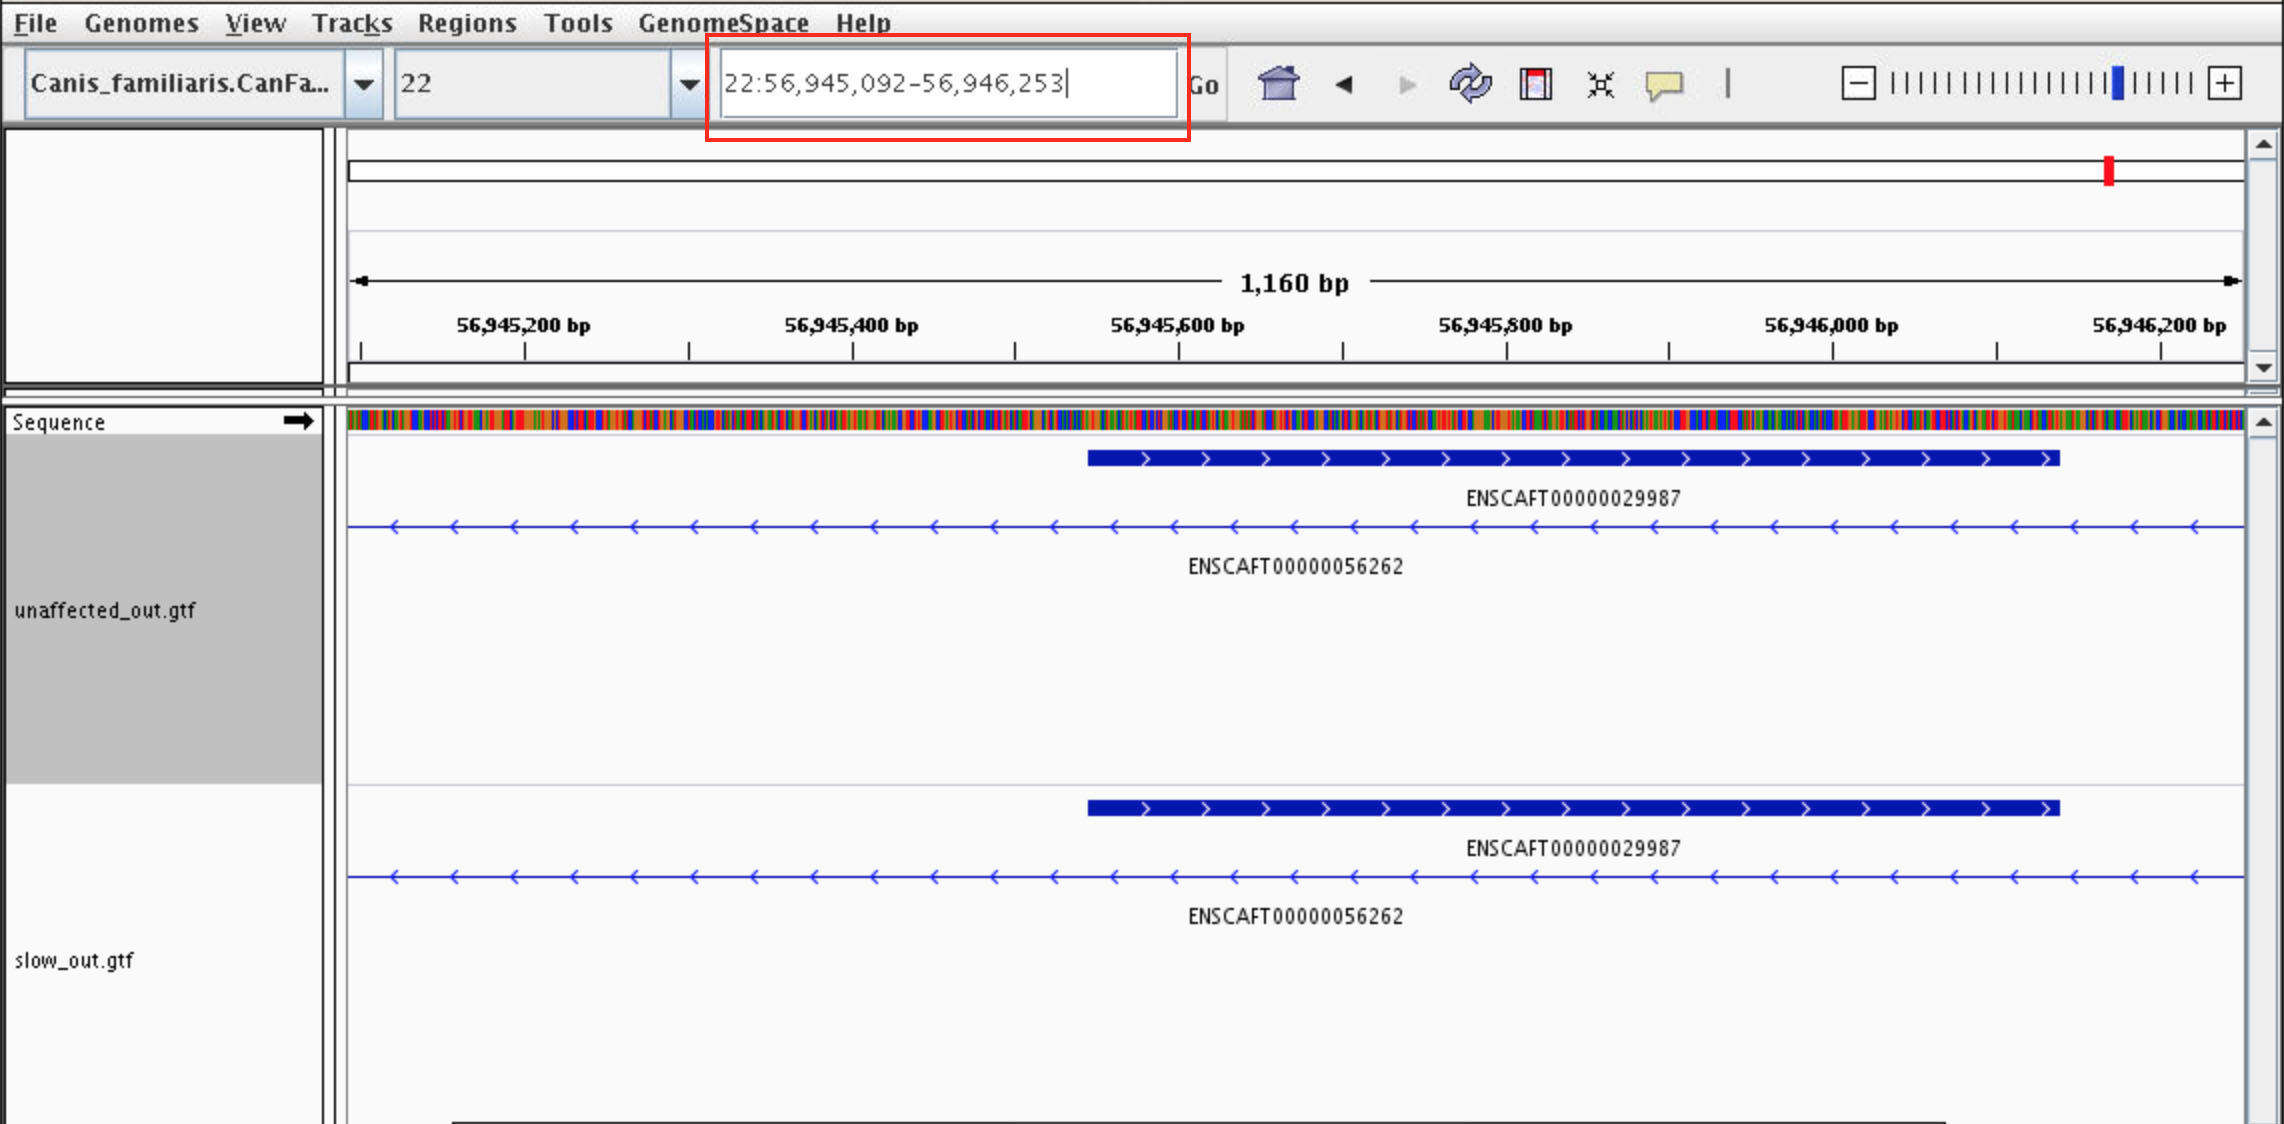 File Genomes View Tracks Regions Tools GenomeSpace Help
Canis_familiaris.CanFa... 22 22:56,945,092-56,946,253 Go
1,160 bp
56,945,200 bp 56,945,400 bp 56,945,600 bp 56,945,800 bp 56,946,000 bp 56,946,200 bp
Sequence
ENSCAFT00000029987
ENSCAFT00000056262
unaffected_out.gtf
ENSCAFT00000029987
ENSCAFT00000056262
slow_out.gtf